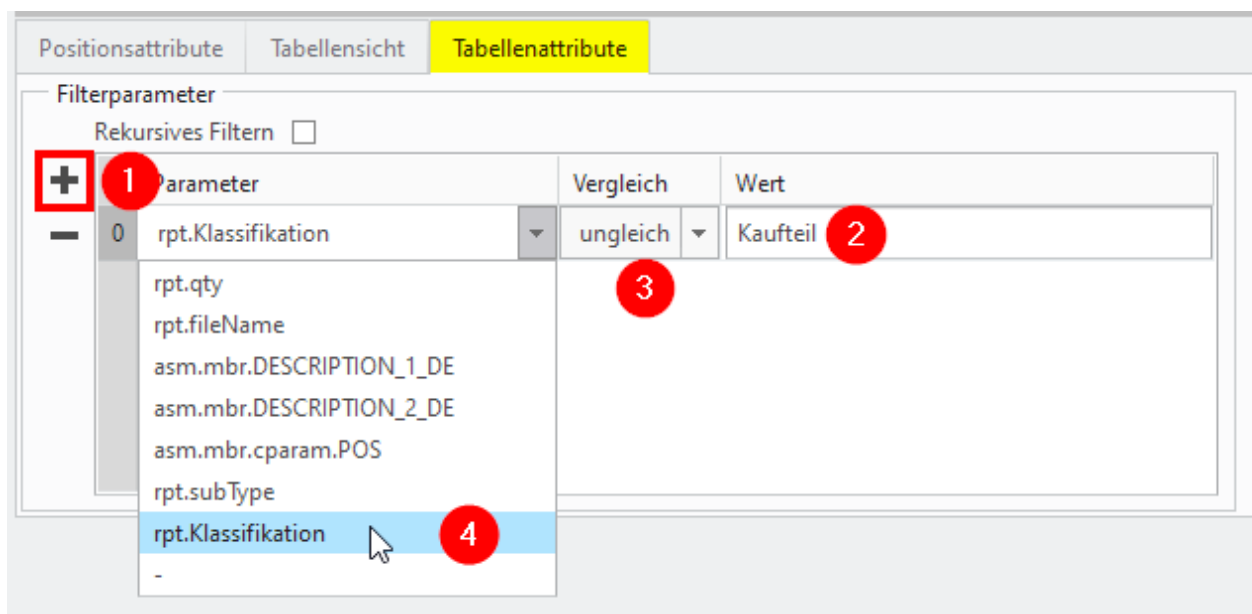 Positionsattribute Tabellensicht Tabellenattribute
Filterparameter
Rekursives Filtern
1 Parameter Vergleich Wert
0 rpt.Klassifikation ungleich Kaufteil 2
rpt.qty
3
rpt.fileName
asm.mbr.DESCRIPTION_1_DE
asm.mbr.DESCRIPTION_2_DE
asm.mbr.cparam.POS
rpt.subType
rpt.Klassifikation 4
-